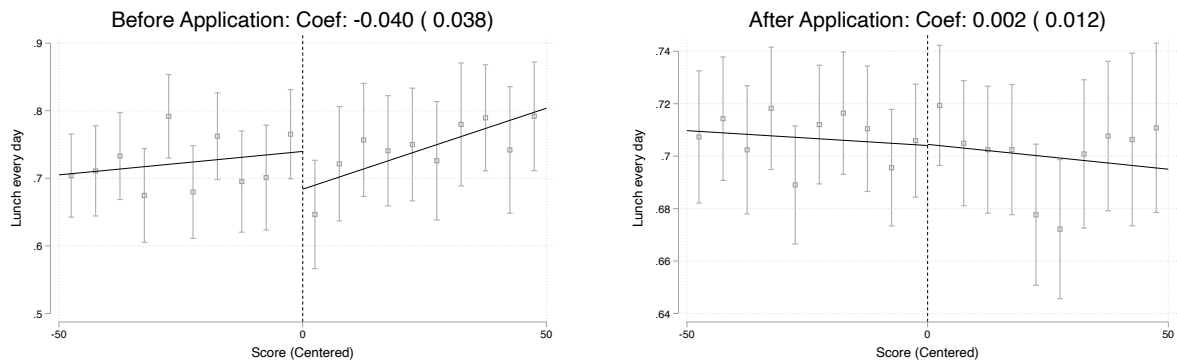 Before Application: Coef: -0.040 ( 0.038)
.9
.8
.7
.6
.5
Lunch every day
-50
0
50
Score (Centered)
After Application: Coef: 0.002 ( 0.012)
.74
.72
.7
.68
.66
.64
Lunch every day
-50
0
50
Score (Centered)